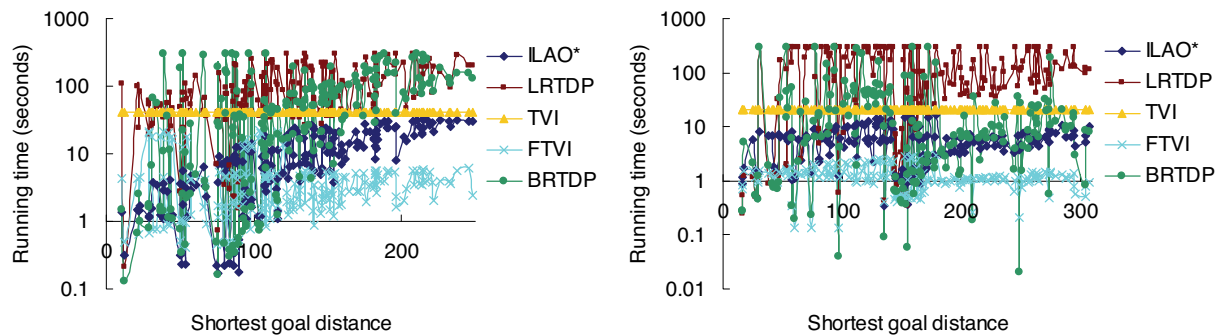 1000
100
10
1
0.1
0
100
200
Running time (seconds)
Shortest goal distance
ILAO*
LRTDP
TVI
FTVI
BRTDP
1000
100
10
1
0.1
0.01
0
100
200
300
Running time (seconds)
Shortest goal distance
ILAO*
LRTDP
TVI
FTVI
BRTDP